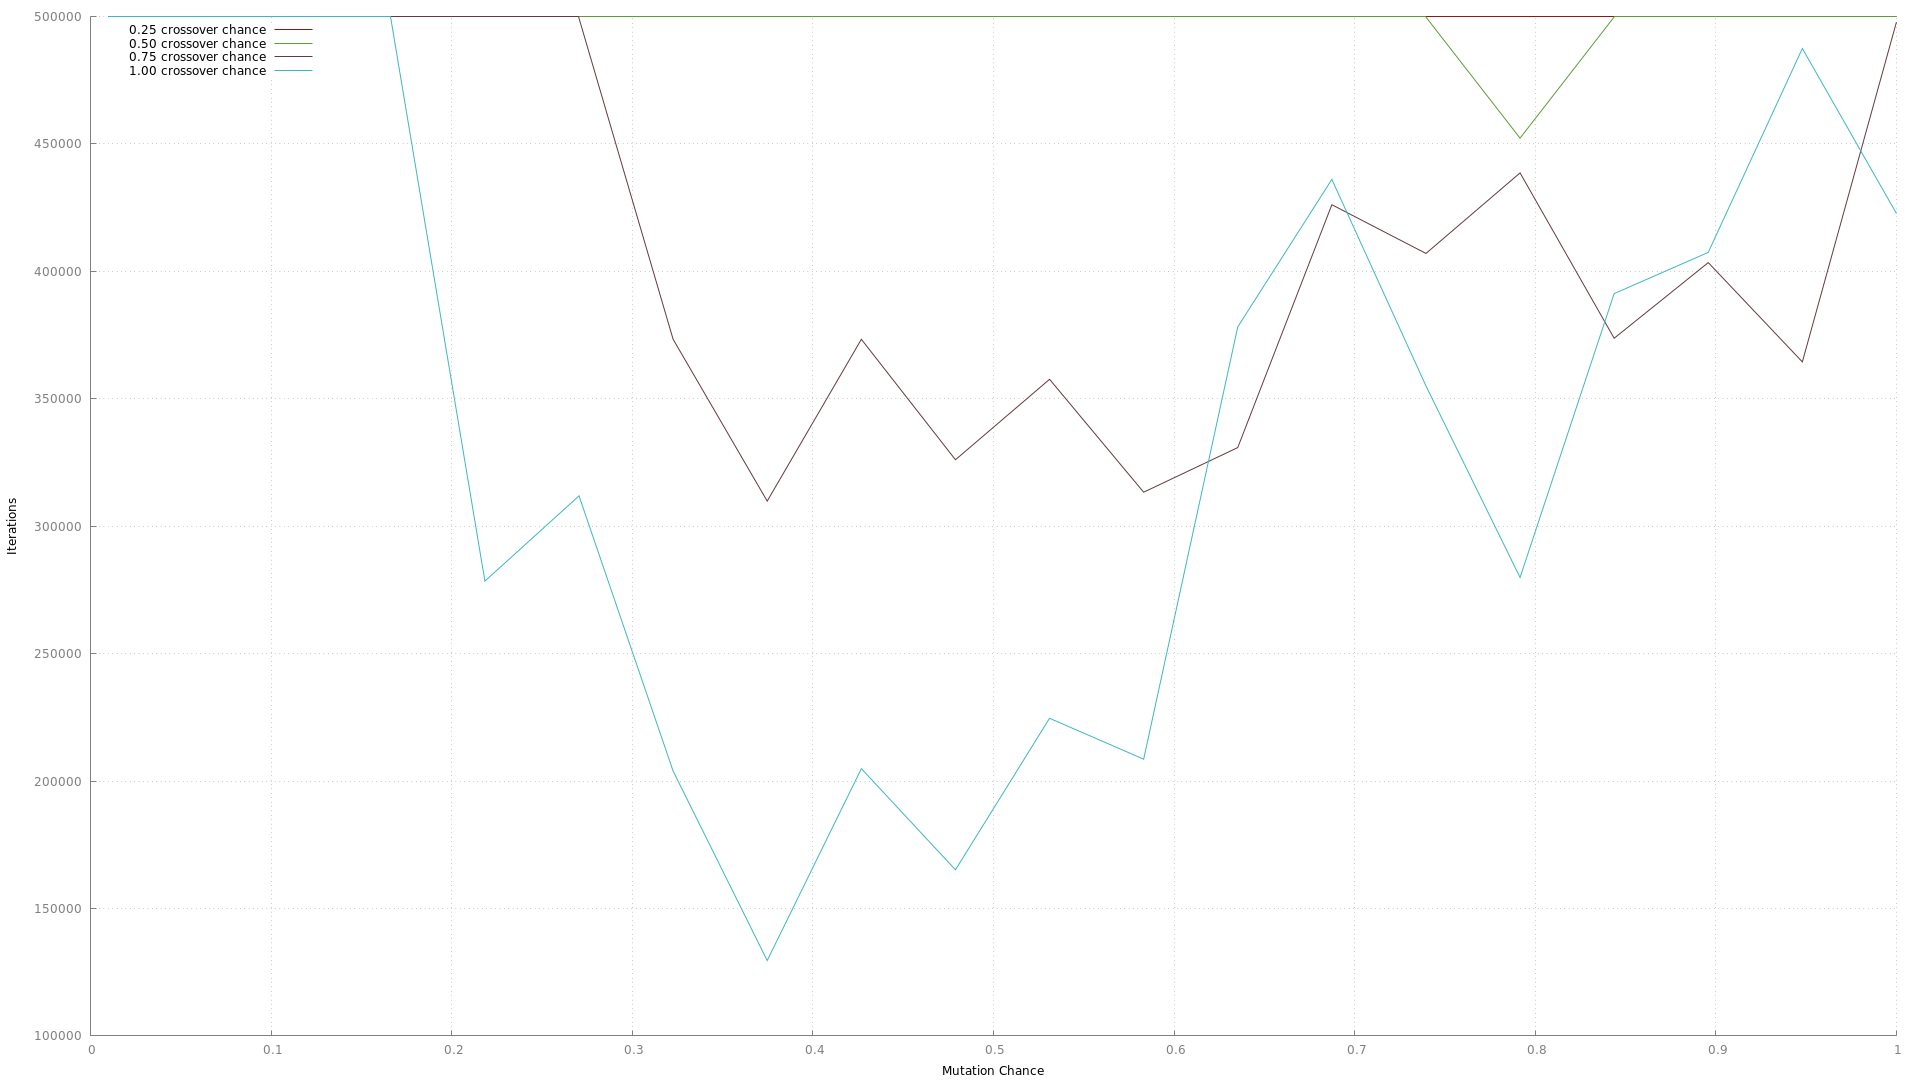 500000
450000
400000
350000
300000
250000
200000
150000
100000
0.25 crossover chance
0.50 crossover chance
0.75 crossover chance
1.00 crossover chance
Iterations
0 0.1 0.2 0.3 0.4 0.5 0.6 0.7 0.8 0.9 1
Mutation Chance